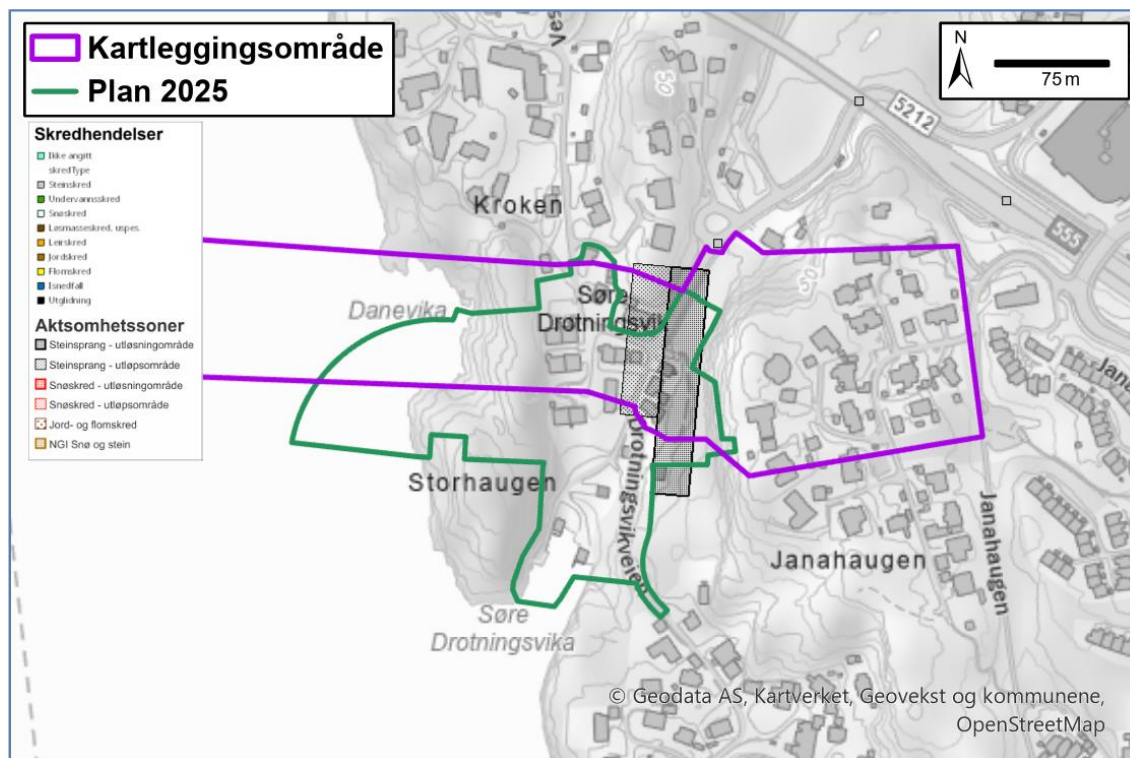 Kartleggingsområde
Plan 2025
Skredhendelser
Ikke angitt
skredType
Steinskred
Undervannsskred
Snøskred
Løsmasseskred, uspes.
Leirskred
Jordskred
Flomskred
Isnedfall
Utglidning
Aktsomhetssoner
Steinsprang - utløsningområde
Steinsprang - utløpsområde
Snøskred - utløsningområde
Snøskred - utløpsområde
Jord- og flomskred
NGI Snø og stein
N
75 m
50
5212
555
Kroken
Danevika
Søre
Drotningsvik
Storhaugen
Drotningsvikveien
Søre
Drotningsvika
Janahaugen
Janahaugen
© Geodata AS, Kartverket, Geovekst og kommunene,
OpenStreetMap